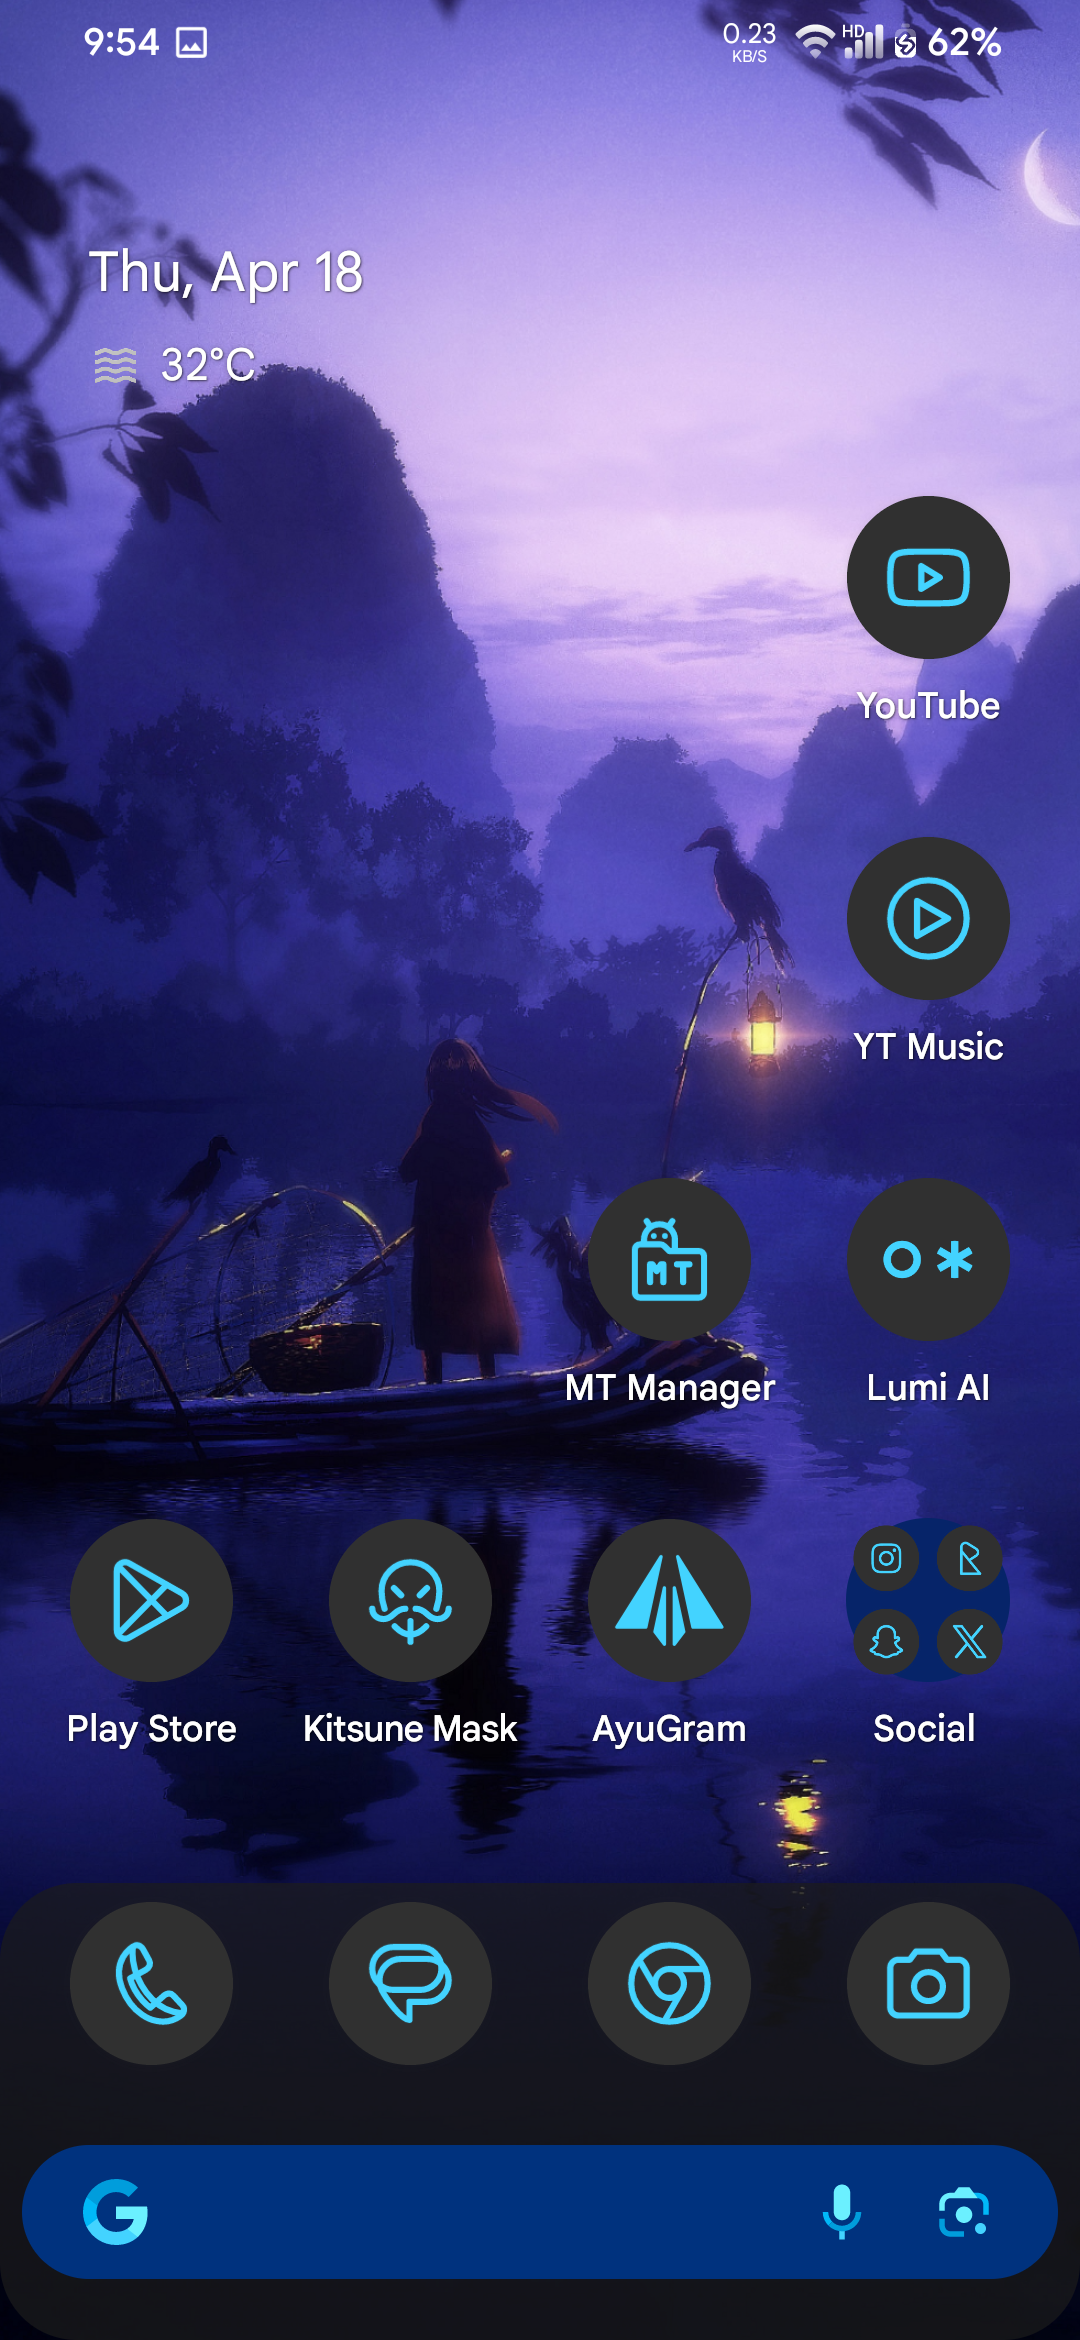 9:54
0.23
KB/S
HD
62%
Thu, Apr 18
32°C
YouTube
YT Music
MT
MT Manager
Lumi AI
Play Store
Kitsune Mask
AyuGram
Social